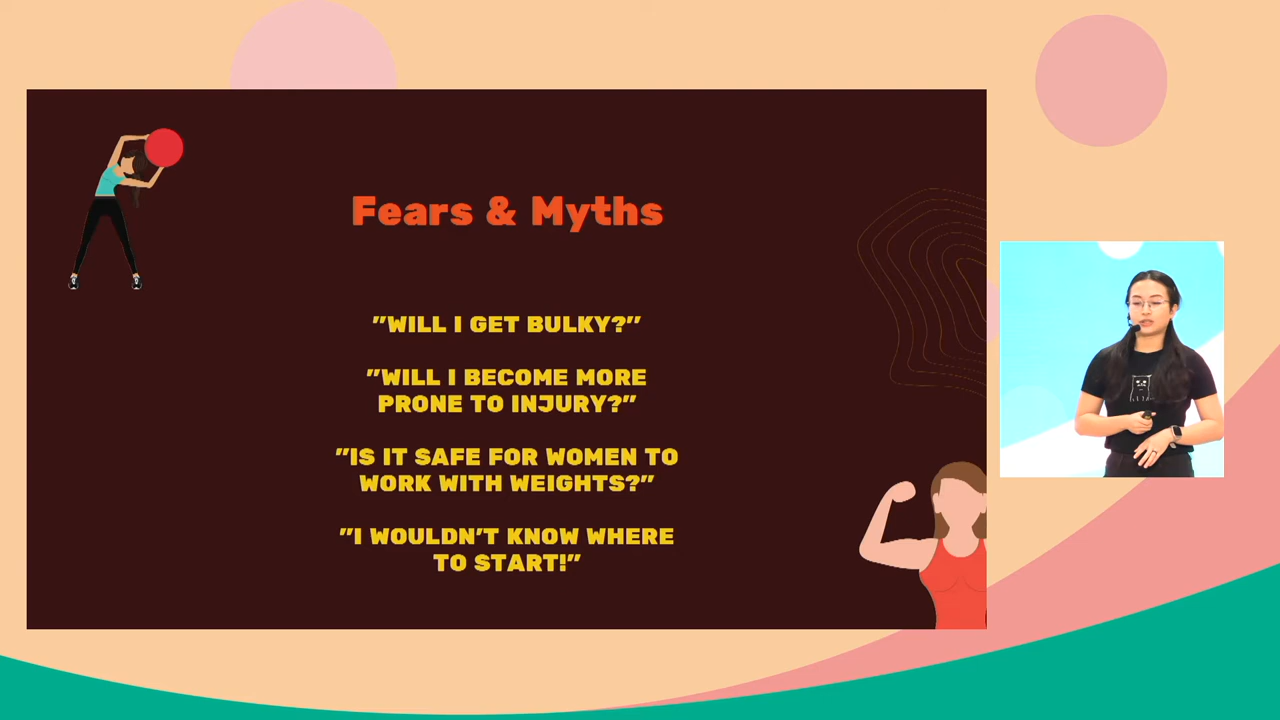 Fears & Myths
"WILL I GET BULKY?"
"WILL I BECOME MORE
PRONE TO INJURY?"
"IS IT SAFE FOR WOMEN TO
WORK WITH WEIGHTS?"
"I WOULDN'T KNOW WHERE
TO START!"